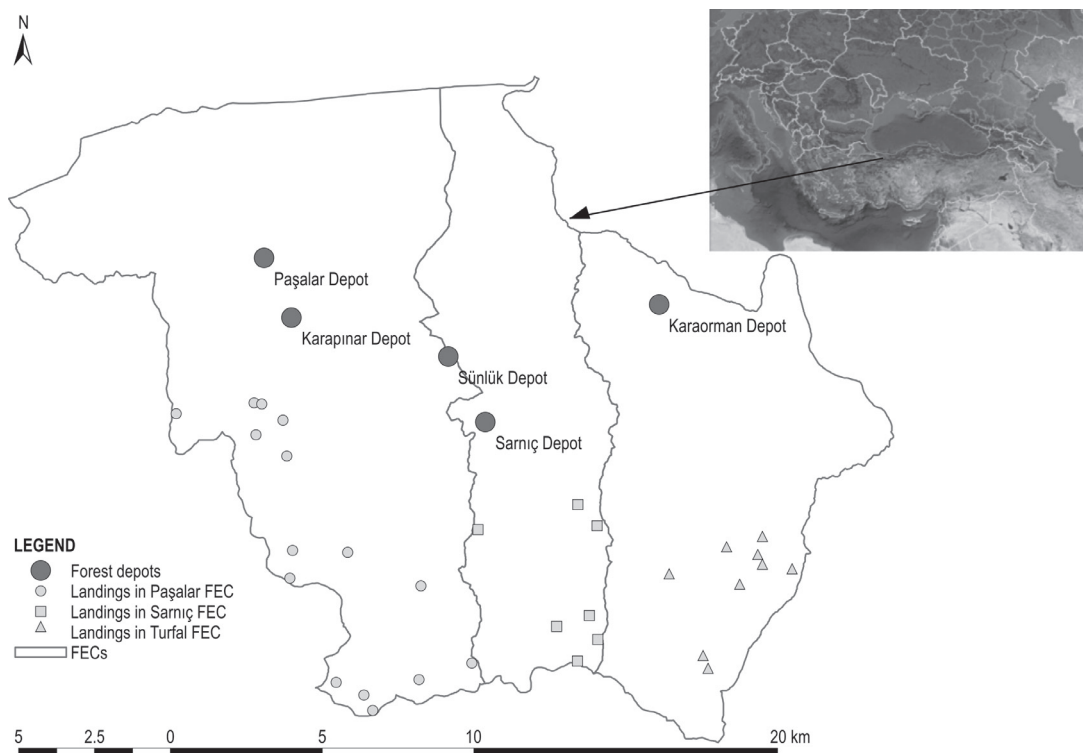 N
Paşalar Depot
Karapınar Depot
Karaorman Depot
Sünlük Depot
Sarnıç Depot
LEGEND
Forest depots
Landings in Paşalar FEC
Landings in Sarnıç FEC
Landings in Turfal FEC
FECs
5 2.5 0 5 10 20 km